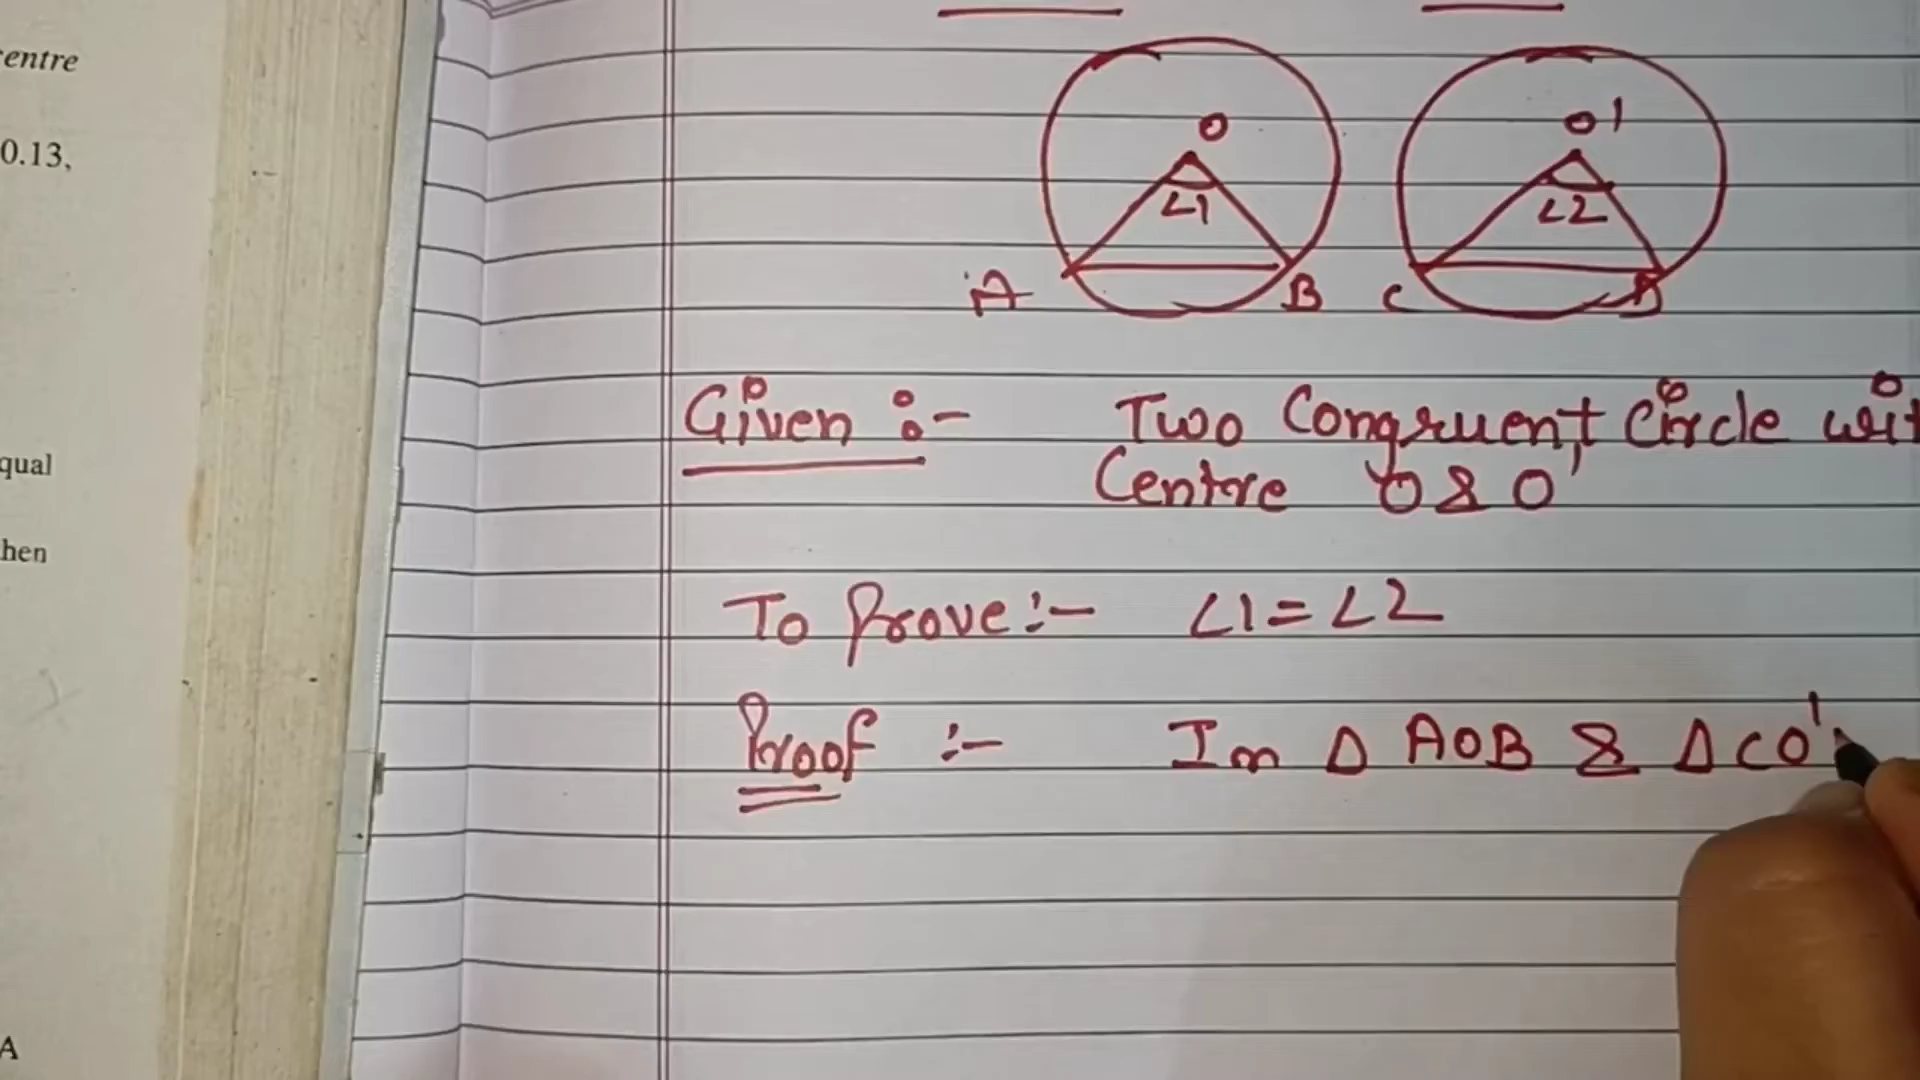 entre
0.13,
qual
hen
A
O O'
∠1 ∠2
A B C D
Given :- Two Congruent Circle wit
Centre O & O'
To Prove :- ∠1 = ∠2
Proof :- In Δ AOB & Δ CO'